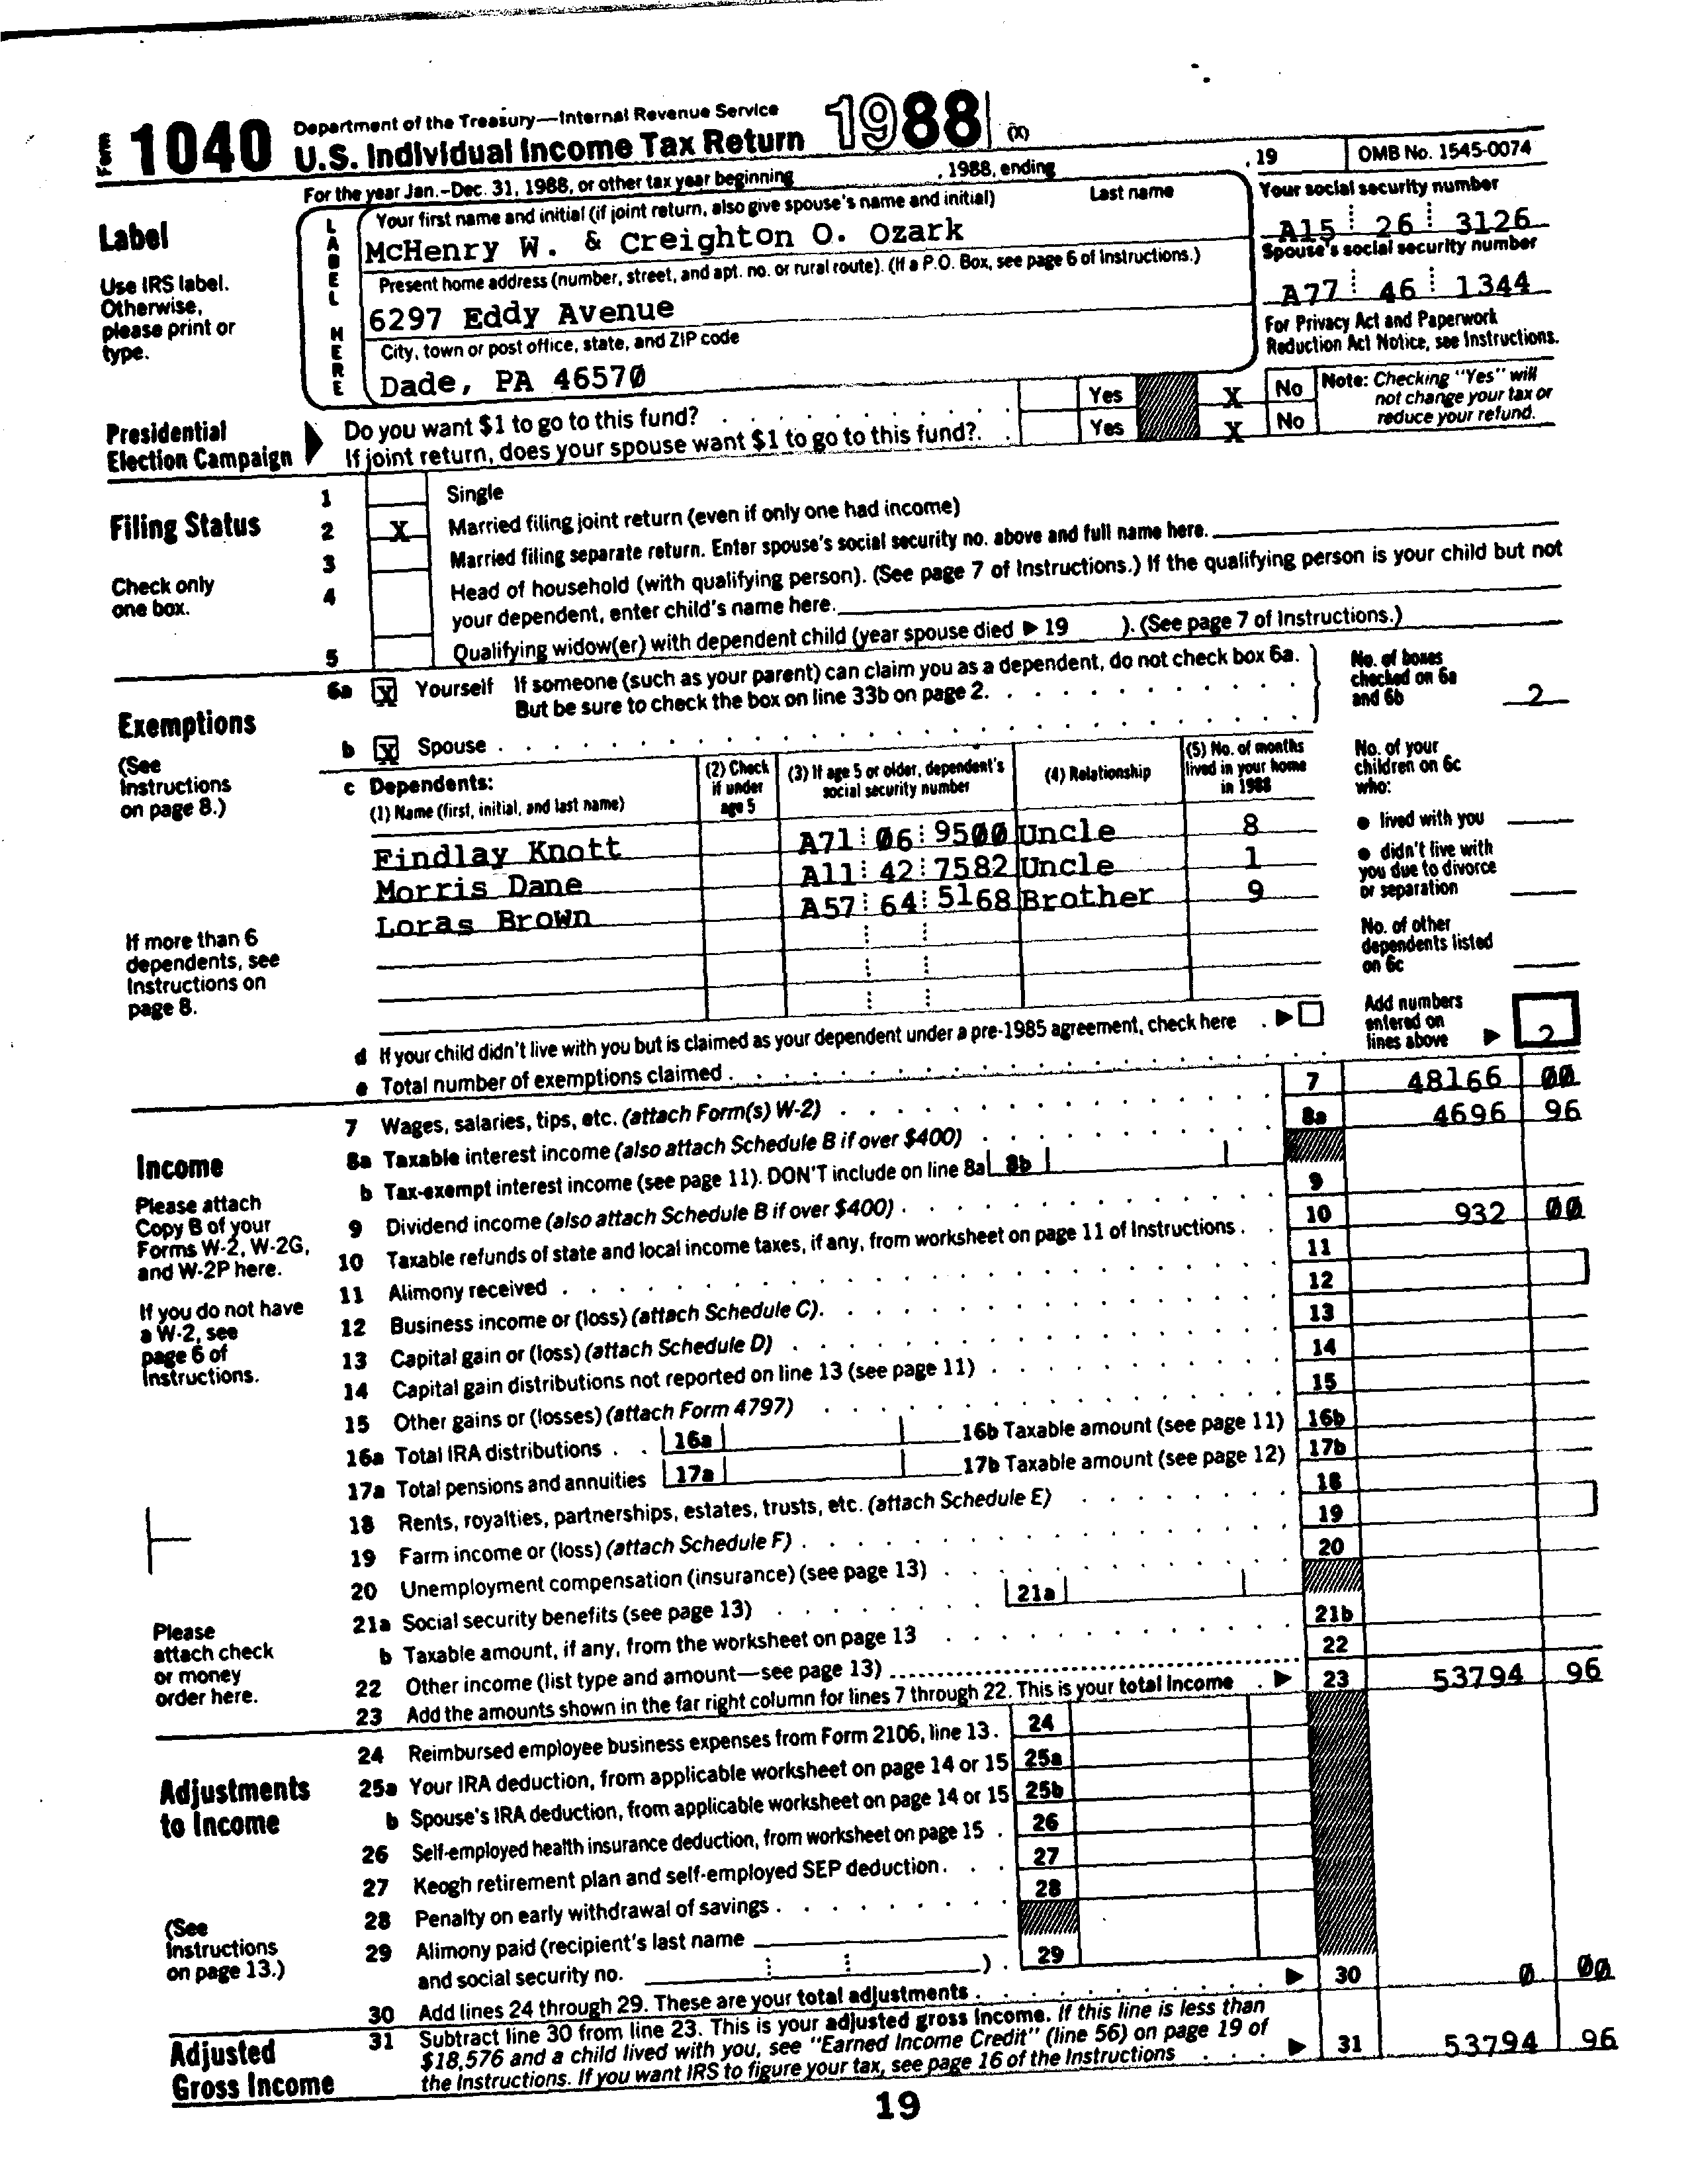 Form 1040 Department of the Treasury—Internal Revenue Service
U.S. Individual Income Tax Return 1988 (X)
For the year Jan.-Dec. 31, 1988, or other tax year beginning , 1988, ending , 19 OMB No. 1545-0074
Label
Use IRS label.
Otherwise,
please print or
type.
LABEL HERE
Your first name and initial (if joint return, also give spouse's name and initial) Last name
McHenry W. & Creighton O. Ozark
Your social security number
A15 26 3126
Present home address (number, street, and apt. no. or rural route). (If a P.O. Box, see page 6 of Instructions.)
6297 Eddy Avenue
Spouse's social security number
A77 46 1344
City, town or post office, state, and ZIP code
Dade, PA 46570
For Privacy Act and Paperwork
Reduction Act Notice, see Instructions.
Presidential
Election Campaign
Do you want $1 to go to this fund? Yes X No
If joint return, does your spouse want $1 to go to this fund? Yes X No
Note: Checking "Yes" will
not change your tax or
reduce your refund.
Filing Status
Check only
one box.
1 Single
2 X Married filing joint return (even if only one had income)
3 Married filing separate return. Enter spouse's social security no. above and full name here.
4 Head of household (with qualifying person). (See page 7 of Instructions.) If the qualifying person is your child but not
your dependent, enter child's name here.
5 Qualifying widow(er) with dependent child (year spouse died ▶ 19 ). (See page 7 of Instructions.)
Exemptions
(See
Instructions
on page 8.)
If more than 6
dependents, see
Instructions on
page 8.
6a X Yourself If someone (such as your parent) can claim you as a dependent, do not check box 6a.
But be sure to check the box on line 33b on page 2.
b X Spouse
No. of boxes
checked on 6a
and 6b 2
c Dependents:
(1) Name (first, initial, and last name)
(2) Check
if under
age 5
(3) If age 5 or older, dependent's
social security number
(4) Relationship
(5) No. of months
lived in your home
in 1988
Findlay Knott A71 06 9500 Uncle 8
Morris Dane A11 42 7582 Uncle 1
Loras Brown A57 64 5168 Brother 9
No. of your
children on 6c
who:
● lived with you
● didn't live with
you due to divorce
or separation
No. of other
dependents listed
on 6c
d If your child didn't live with you but is claimed as your dependent under a pre-1985 agreement, check here ▶
e Total number of exemptions claimed
Add numbers
entered on
lines above ▶ 2
Income
Please attach
Copy B of your
Forms W-2, W-2G,
and W-2P here.
If you do not have
a W-2, see
page 6 of
Instructions.
Please
attach check
or money
order here.
7 Wages, salaries, tips, etc. (attach Form(s) W-2) 7 48166 00
8a Taxable interest income (also attach Schedule B if over $400) 8a 4696 96
b Tax-exempt interest income (see page 11). DON'T include on line 8a 8b
9 Dividend income (also attach Schedule B if over $400) 9
10 Taxable refunds of state and local income taxes, if any, from worksheet on page 11 of Instructions 10 932 00
11 Alimony received 11
12 Business income or (loss) (attach Schedule C) 12
13 Capital gain or (loss) (attach Schedule D) 13
14 Capital gain distributions not reported on line 13 (see page 11) 14
15 Other gains or (losses) (attach Form 4797) 15
16a Total IRA distributions 16a 16b Taxable amount (see page 11) 16b
17a Total pensions and annuities 17a 17b Taxable amount (see page 12) 17b
18 Rents, royalties, partnerships, estates, trusts, etc. (attach Schedule E) 18
19 Farm income or (loss) (attach Schedule F) 19
20 Unemployment compensation (insurance) (see page 13) 20
21a Social security benefits (see page 13) 21a
b Taxable amount, if any, from the worksheet on page 13 21b
22 Other income (list type and amount—see page 13) 22
23 Add the amounts shown in the far right column for lines 7 through 22. This is your total income ▶ 23 53794 96
Adjustments
to Income
(See
Instructions
on page 13.)
24 Reimbursed employee business expenses from Form 2106, line 13. 24
25a Your IRA deduction, from applicable worksheet on page 14 or 15 25a
b Spouse's IRA deduction, from applicable worksheet on page 14 or 15 25b
26 Self-employed health insurance deduction, from worksheet on page 15 26
27 Keogh retirement plan and self-employed SEP deduction 27
28 Penalty on early withdrawal of savings 28
29 Alimony paid (recipient's last name
and social security no. ) 29
30 Add lines 24 through 29. These are your total adjustments ▶ 30 0 00
Adjusted
Gross Income
31 Subtract line 30 from line 23. This is your adjusted gross income. If this line is less than
$18,576 and a child lived with you, see "Earned Income Credit" (line 56) on page 19 of
the Instructions. If you want IRS to figure your tax, see page 16 of the Instructions ▶ 31 53794 96
19